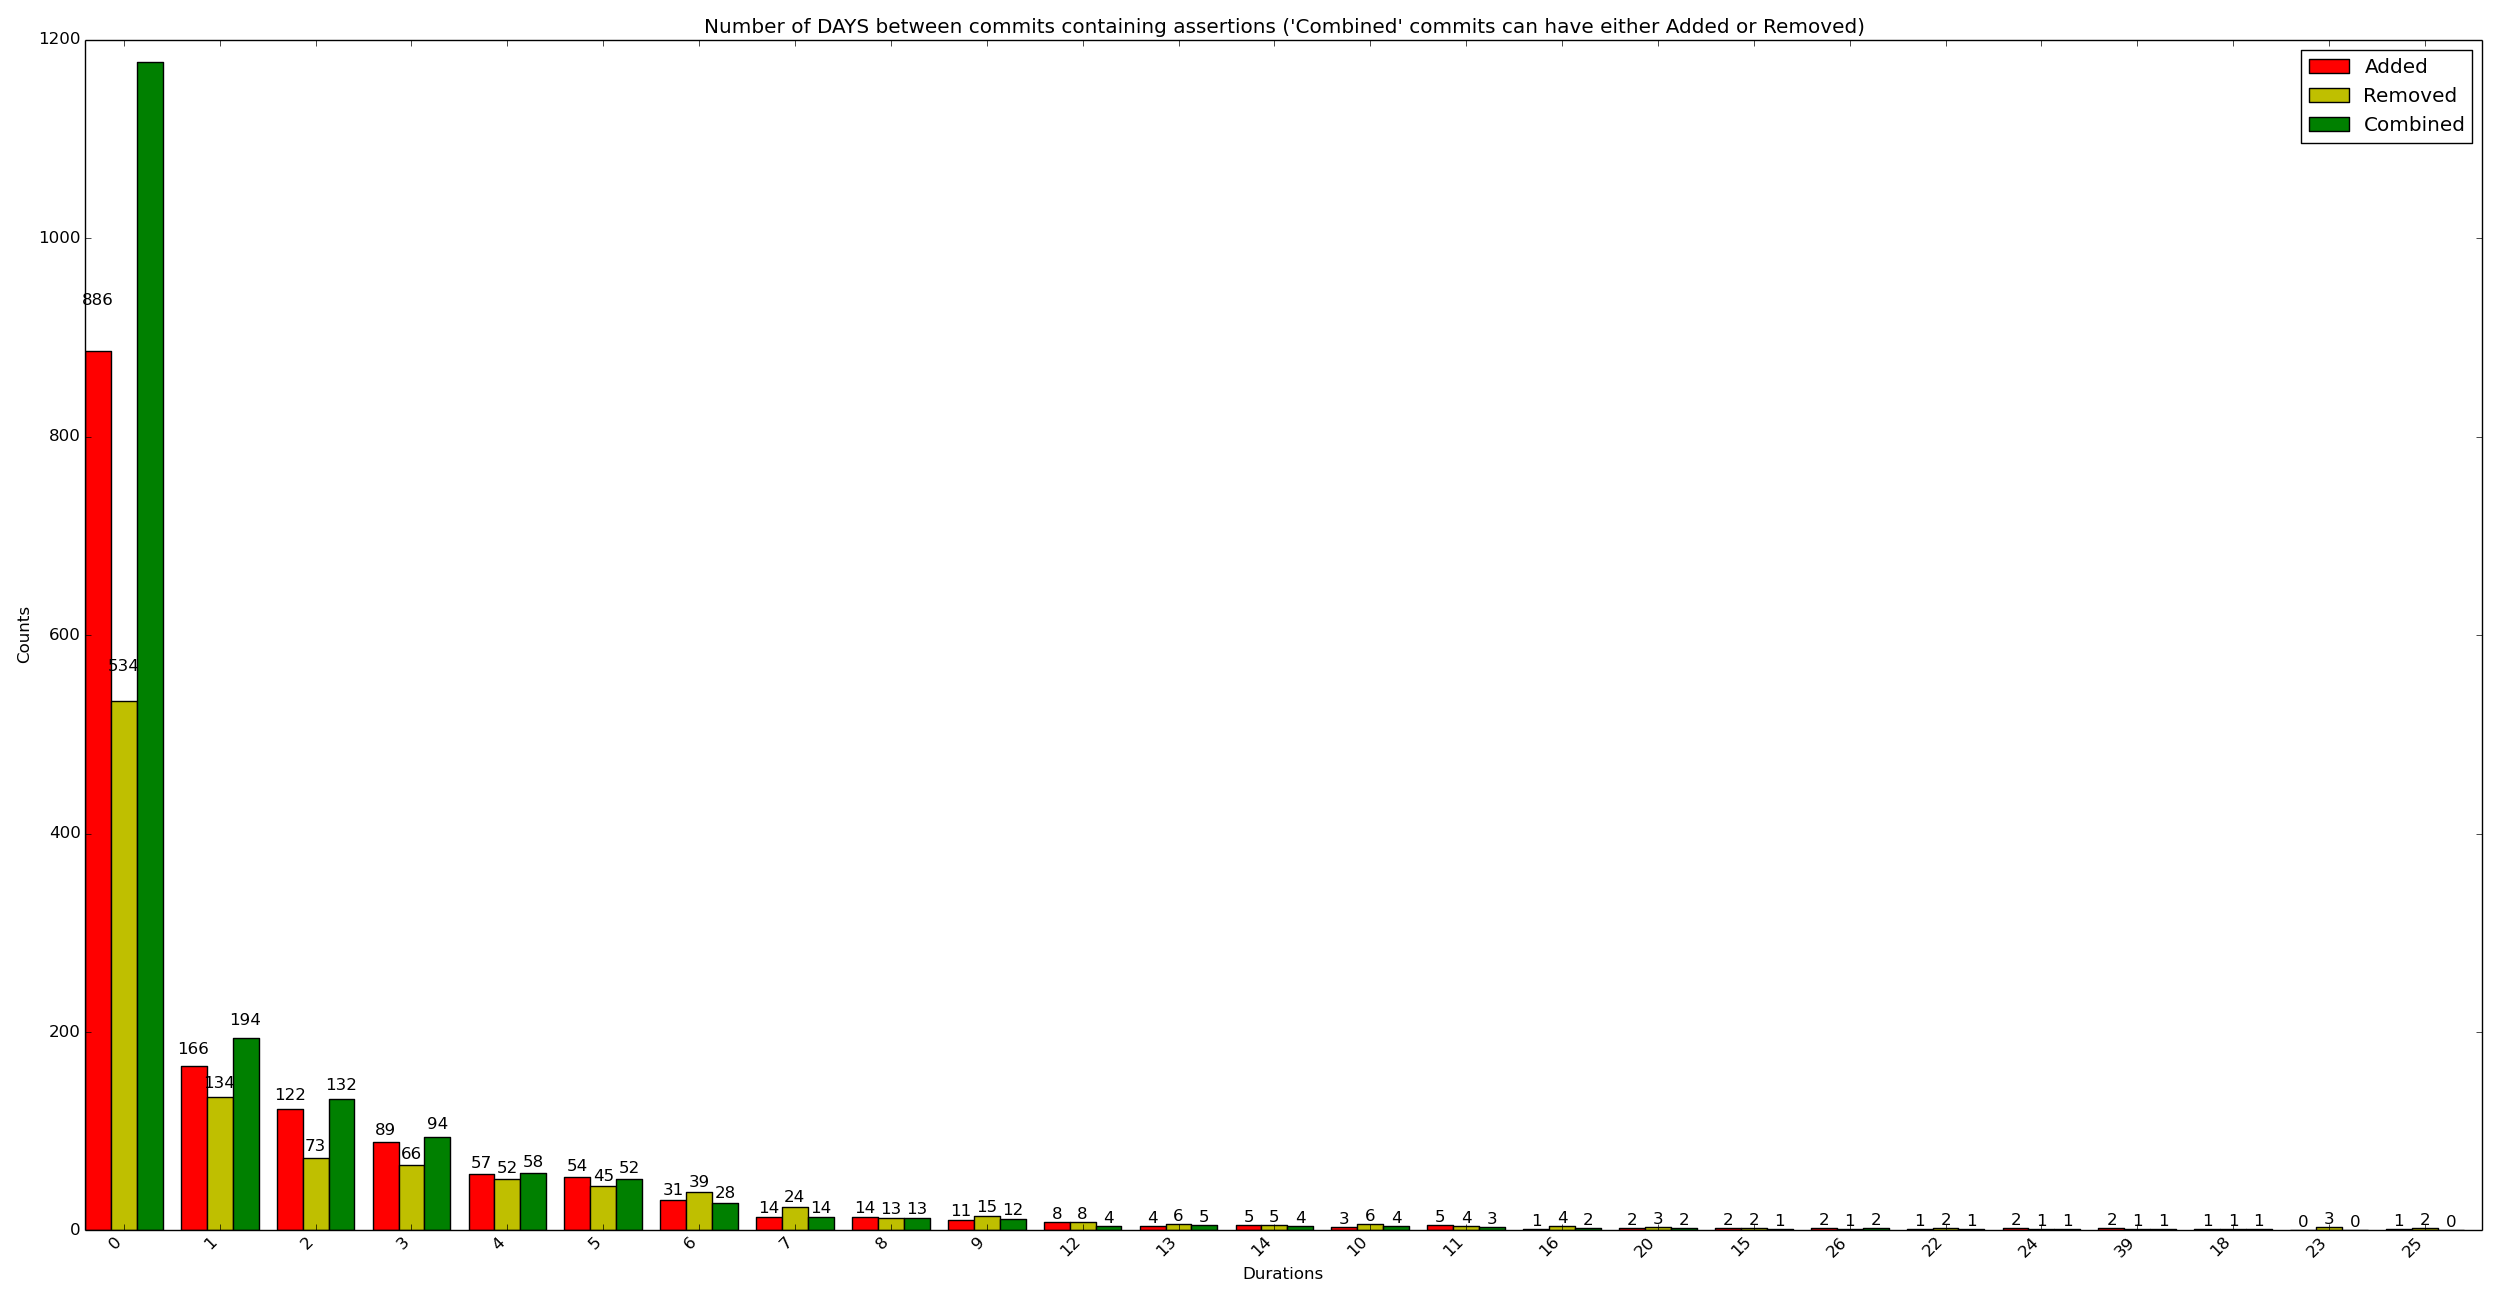 Number of DAYS between commits containing assertions ('Combined' commits can have either Added or Removed)
Added
Removed
Combined
Counts
1200
1000
800
600
400
200
0
886 534
166 134 194
122 73 132
89 66 94
57 52 58
54 45 52
31 39 28
14 24 14
14 13 13
11 15 12
8 8 4
4 6 5
5 5 4
3 6 4
5 4 3
1 4 2
2 3 2
2 2 1
2 1 2
1 2 1
2 1 1
2 1 1
1 1 1
0 3 0
1 2 0
0 1 2 3 4 5 6 7 8 9 12 13 14 10 11 16 20 15 26 22 24 39 18 23 25
Durations